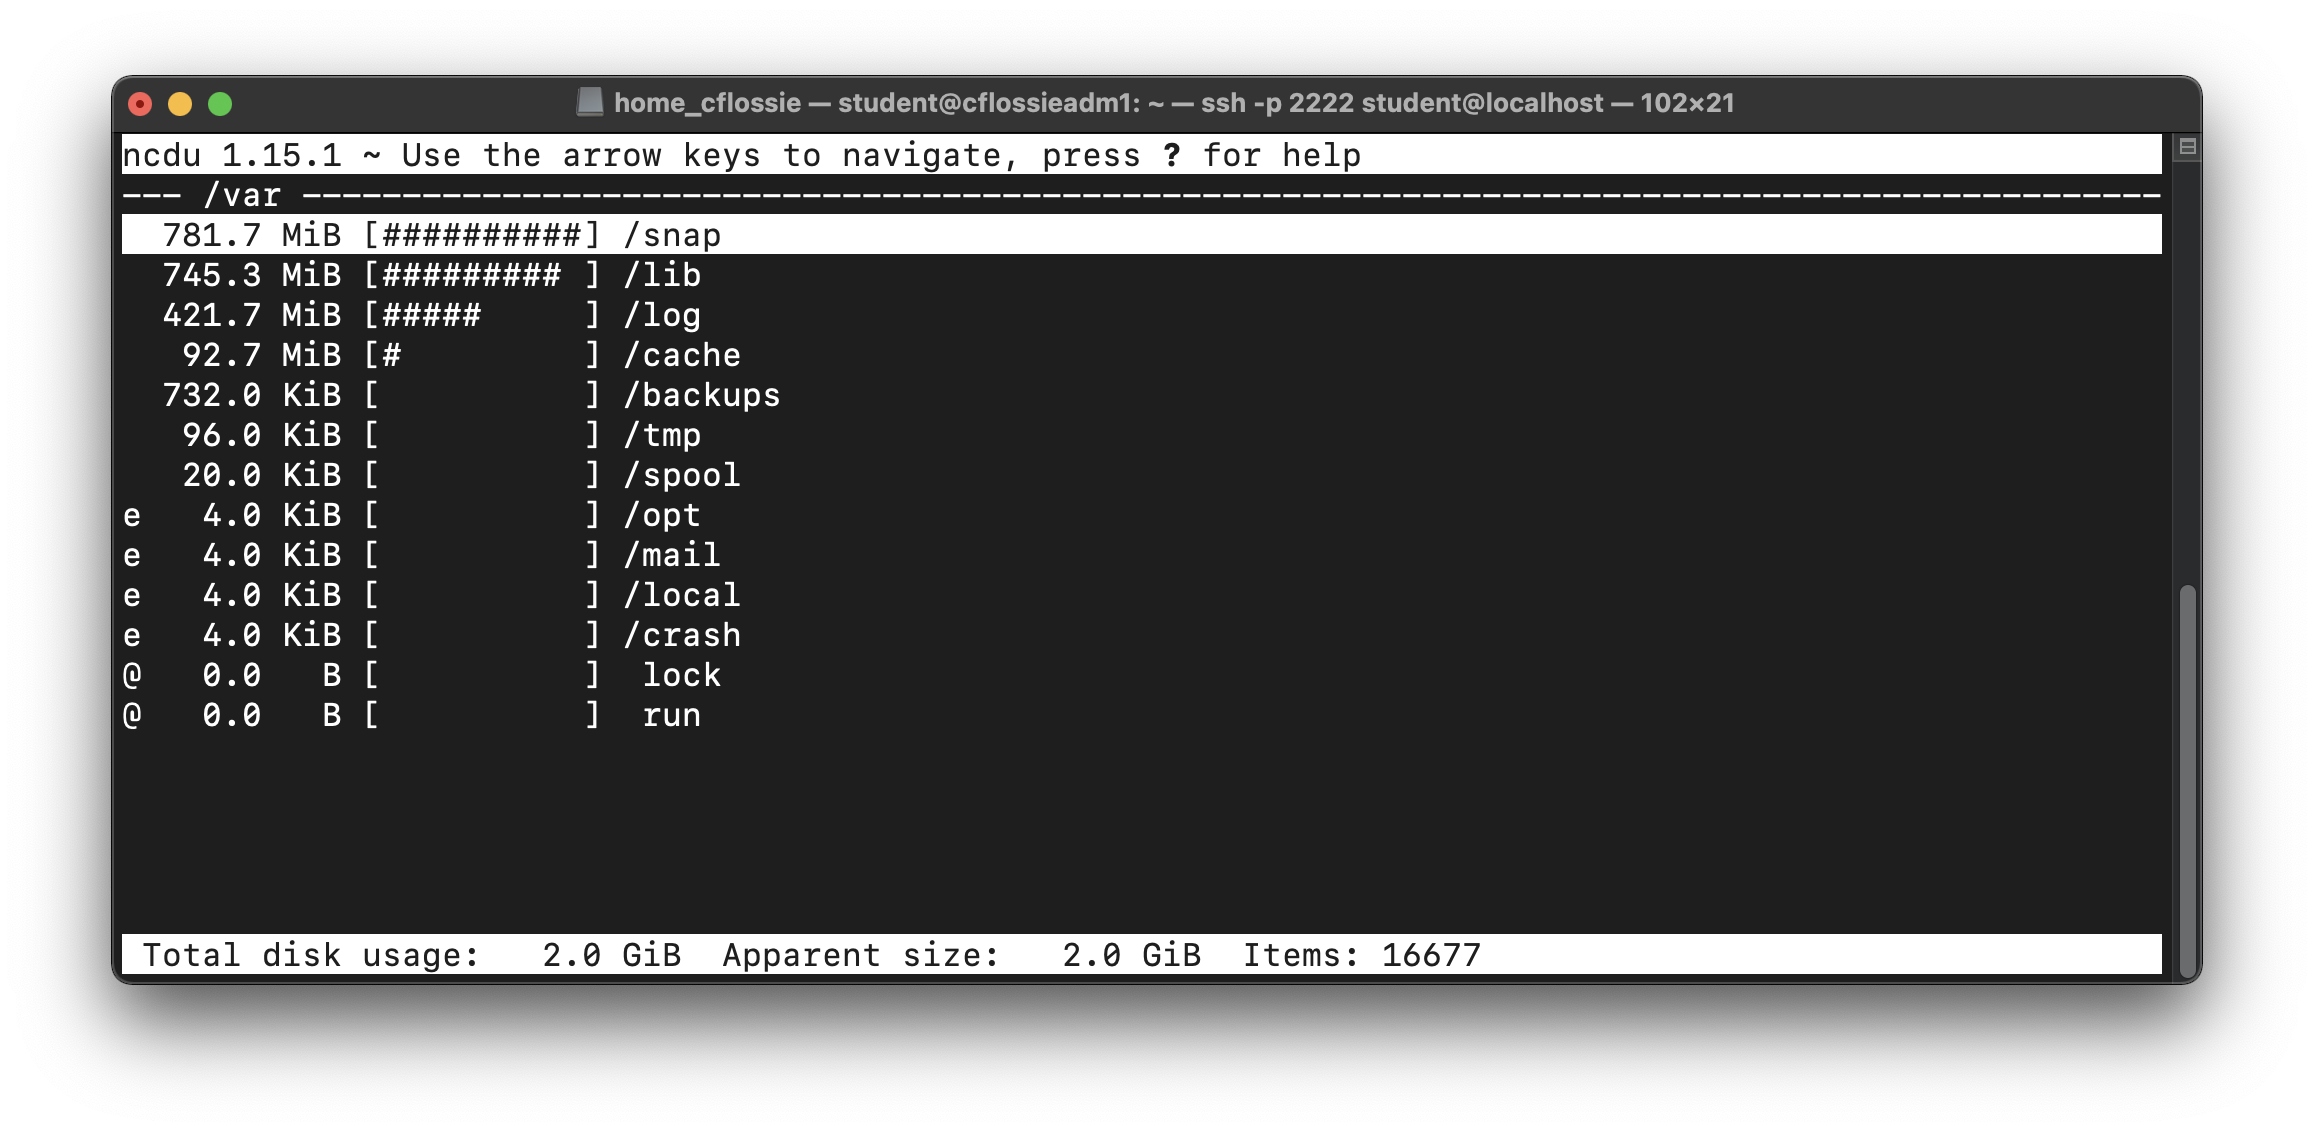 home_cflossie — student@cflossieadm1: ~ — ssh -p 2222 student@localhost — 102×21
ncdu 1.15.1 ~ Use the arrow keys to navigate, press ? for help
--- /var ----------------------------------------------------------------------------------------------
  781.7 MiB [##########] /snap
  745.3 MiB [######### ] /lib
  421.7 MiB [#####     ] /log
   92.7 MiB [#         ] /cache
  732.0 KiB [          ] /backups
   96.0 KiB [          ] /tmp
   20.0 KiB [          ] /spool
e   4.0 KiB [          ] /opt
e   4.0 KiB [          ] /mail
e   4.0 KiB [          ] /local
e   4.0 KiB [          ] /crash
@   0.0   B [          ]  lock
@   0.0   B [          ]  run
 Total disk usage:   2.0 GiB  Apparent size:   2.0 GiB  Items: 16677